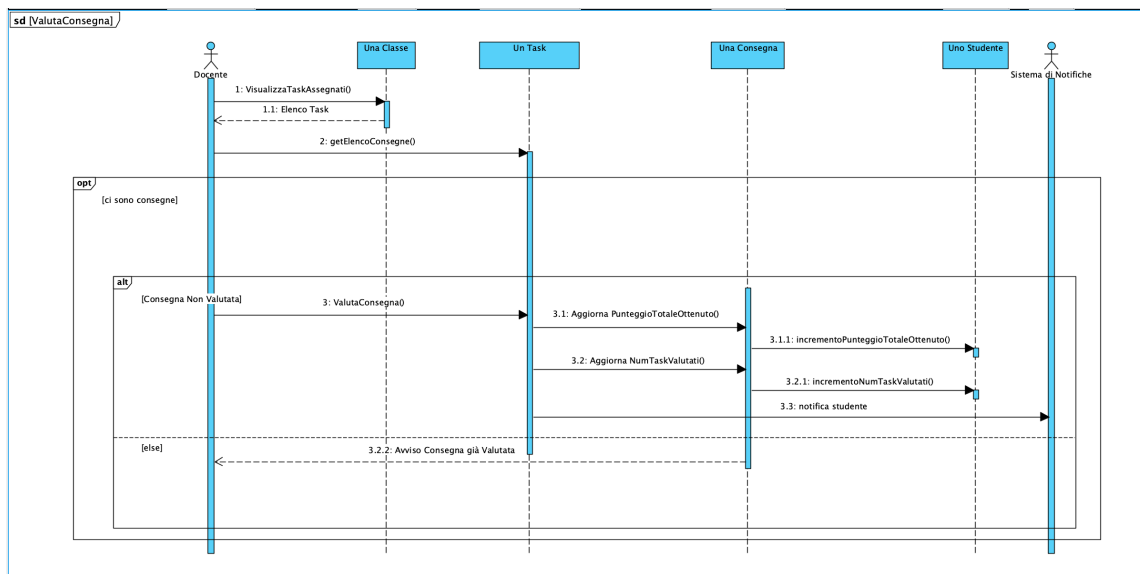 sd [ValutaConsegna]
Una Classe
Un Task
Una Consegna
Uno Studente
Docente
Sistema di Notifiche
1: VisualizzaTaskAssegnati()
1.1: Elenco Task
2: getElencoConsegne()
opt
[ci sono consegne]
alt
[Consegna Non Valutata]
3: ValutaConsegna()
3.1: Aggiorna PunteggioTotaleOttenuto()
3.1.1: incrementoPunteggioTotaleOttenuto()
3.2: Aggiorna NumTaskValutati()
3.2.1: incrementoNumTaskValutati()
3.3: notifica studente
[else]
3.2.2: Avviso Consegna già Valutata